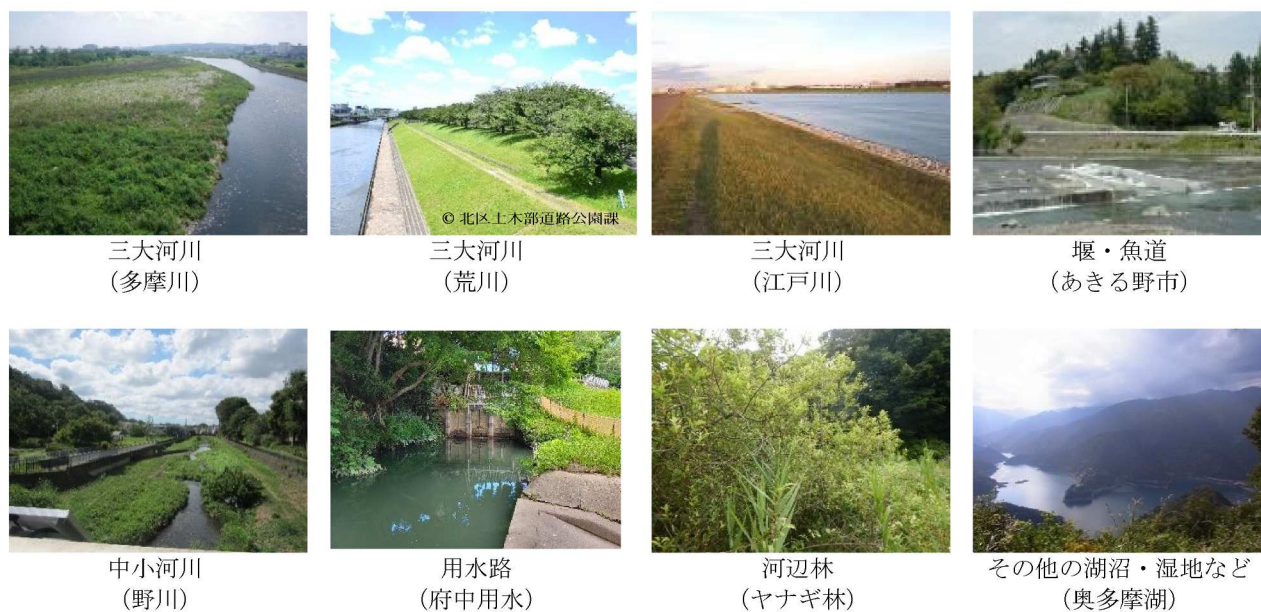 © 北区土木部道路公園課
三大河川
（多摩川）
三大河川
（荒川）
三大河川
（江戸川）
堰・魚道
（あきる野市）
中小河川
（野川）
用水路
（府中用水）
河辺林
（ヤナギ林）
その他の湖沼・湿地など
（奥多摩湖）